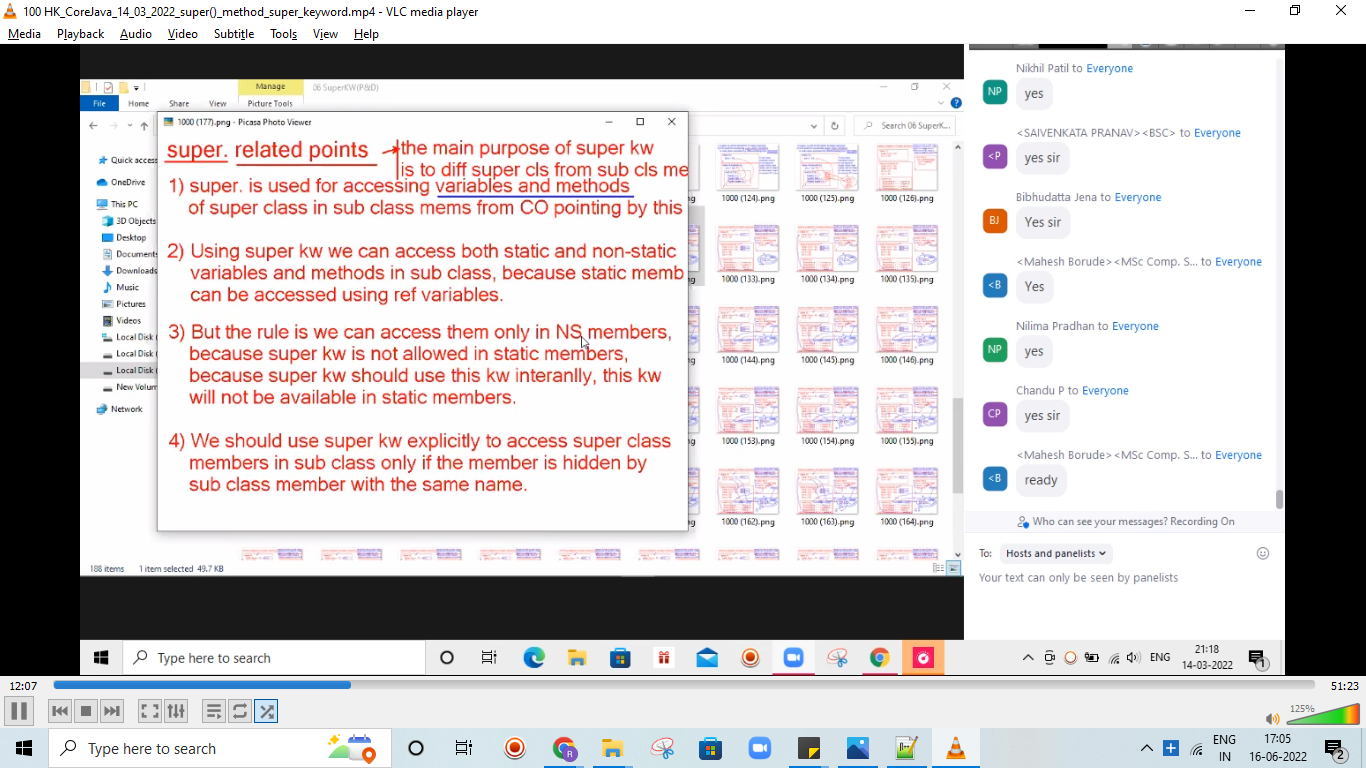 100 HK_CoreJava_14_03_2022_super()_method_super_keyword.mp4 - VLC media player
Media Playback Audio Video Subtitle Tools View Help
Manage
06 SuperKW(P&D)
File Home Share View Picture Tools
1000 (177).png - Picasa Photo Viewer
Search 06 SuperK...
super. related points
the main purpose of super kw
is to diff super cls from sub cls me
1) super. is used for accessing variables and methods
of super class in sub class mems from CO pointing by this
2) Using super kw we can access both static and non-static
variables and methods in sub class, because static memb
can be accessed using ref variables.
3) But the rule is we can access them only in NS members,
because super kw is not allowed in static members,
because super kw should use this kw interanlly, this kw
will not be available in static members.
4) We should use super kw explicitly to access super class
members in sub class only if the member is hidden by
sub class member with the same name.
Quick access
OneDrive
This PC
3D Objects
Desktop
Documents
Downloads
Music
Pictures
Videos
Local Disk (
Local Disk (
Local Disk (
New Volum
Network
ng 1000 (124).png 1000 (125).png 1000 (126).png
ng 1000 (133).png 1000 (134).png 1000 (135).png
ng 1000 (144).png 1000 (145).png 1000 (146).png
ng 1000 (153).png 1000 (154).png 1000 (155).png
ng 1000 (162).png 1000 (163).png 1000 (164).png
188 items 1 item selected 49.7 KB
Nikhil Patil to Everyone
NP yes
<SAIVENKATA PRANAV><BSC> to Everyone
<P yes sir
Bibhudatta Jena to Everyone
BJ Yes sir
<Mahesh Borude><MSc Comp. S... to Everyone
<B Yes
Nilima Pradhan to Everyone
NP yes
Chandu P to Everyone
CP yes sir
<Mahesh Borude><MSc Comp. S... to Everyone
<B ready
Who can see your messages? Recording On
To: Hosts and panelists
Your text can only be seen by panelists
Type here to search
ENG
21:18
14-03-2022
1
12:07
51:23
125%
Type here to search
ENG
IN
17:05
16-06-2022
2